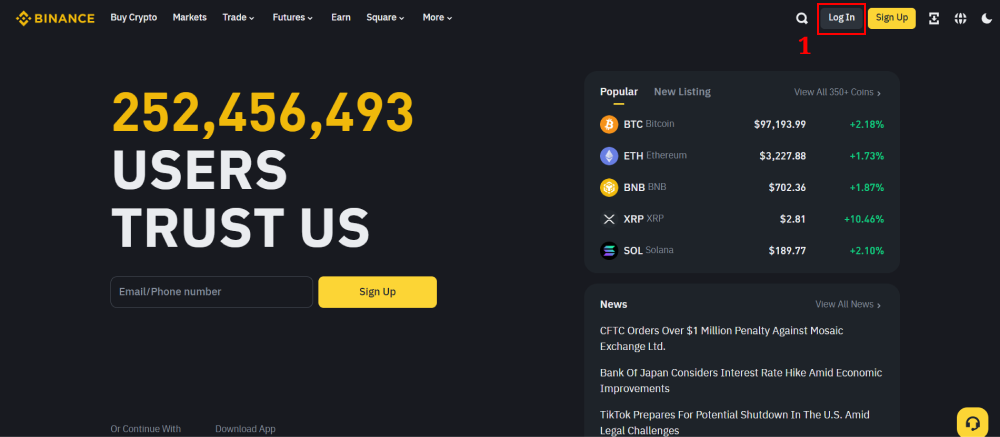 BINANCE Buy Crypto Markets Trade Futures Earn Square More Log In Sign Up
1
252,456,493
USERS
TRUST US
Email/Phone number Sign Up
Or Continue With Download App
Popular New Listing View All 350+ Coins >
BTC Bitcoin $97,193.99 +2.18%
ETH Ethereum $3,227.88 +1.73%
BNB BNB $702.36 +1.87%
XRP XRP $2.81 +10.46%
SOL Solana $189.77 +2.10%
News View All News >
CFTC Orders Over $1 Million Penalty Against Mosaic
Exchange Ltd.
Bank Of Japan Considers Interest Rate Hike Amid Economic
Improvements
TikTok Prepares For Potential Shutdown In The U.S. Amid
Legal Challenges